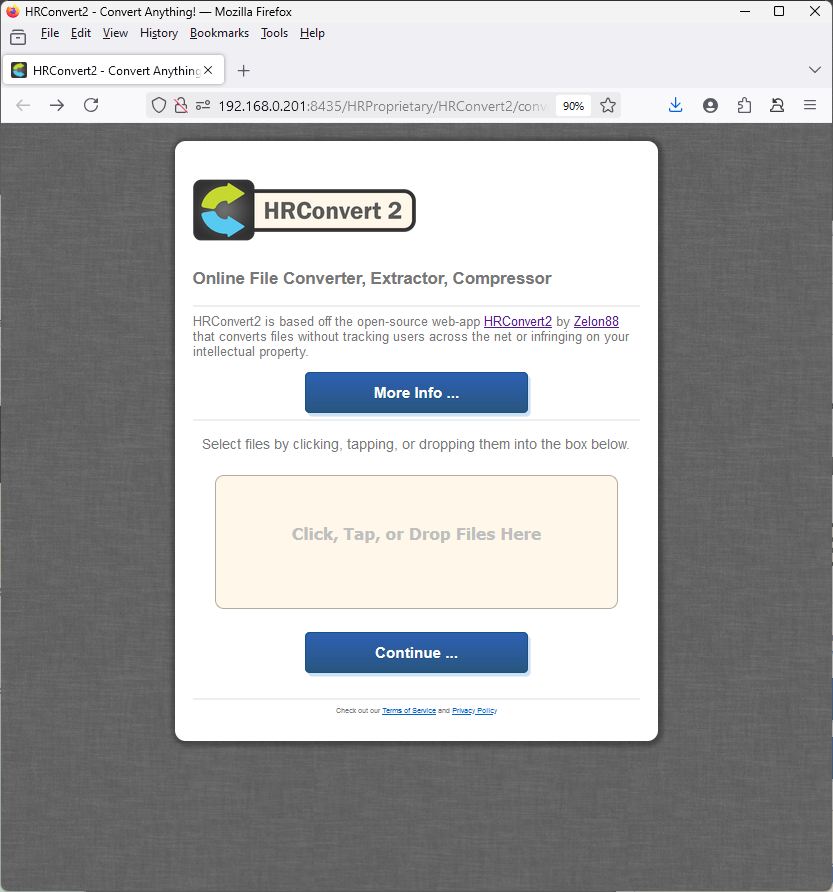 HRConvert2 - Convert Anything! — Mozilla Firefox
File Edit View History Bookmarks Tools Help
HRConvert2 - Convert Anything
192.168.0.201:8435/HRProprietary/HRConvert2/conv 90%
HRConvert 2
Online File Converter, Extractor, Compressor
HRConvert2 is based off the open-source web-app HRConvert2 by Zelon88
that converts files without tracking users across the net or infringing on your
intellectual property.
More Info ...
Select files by clicking, tapping, or dropping them into the box below.
Click, Tap, or Drop Files Here
Continue ...
Check out our Terms of Service and Privacy Policy